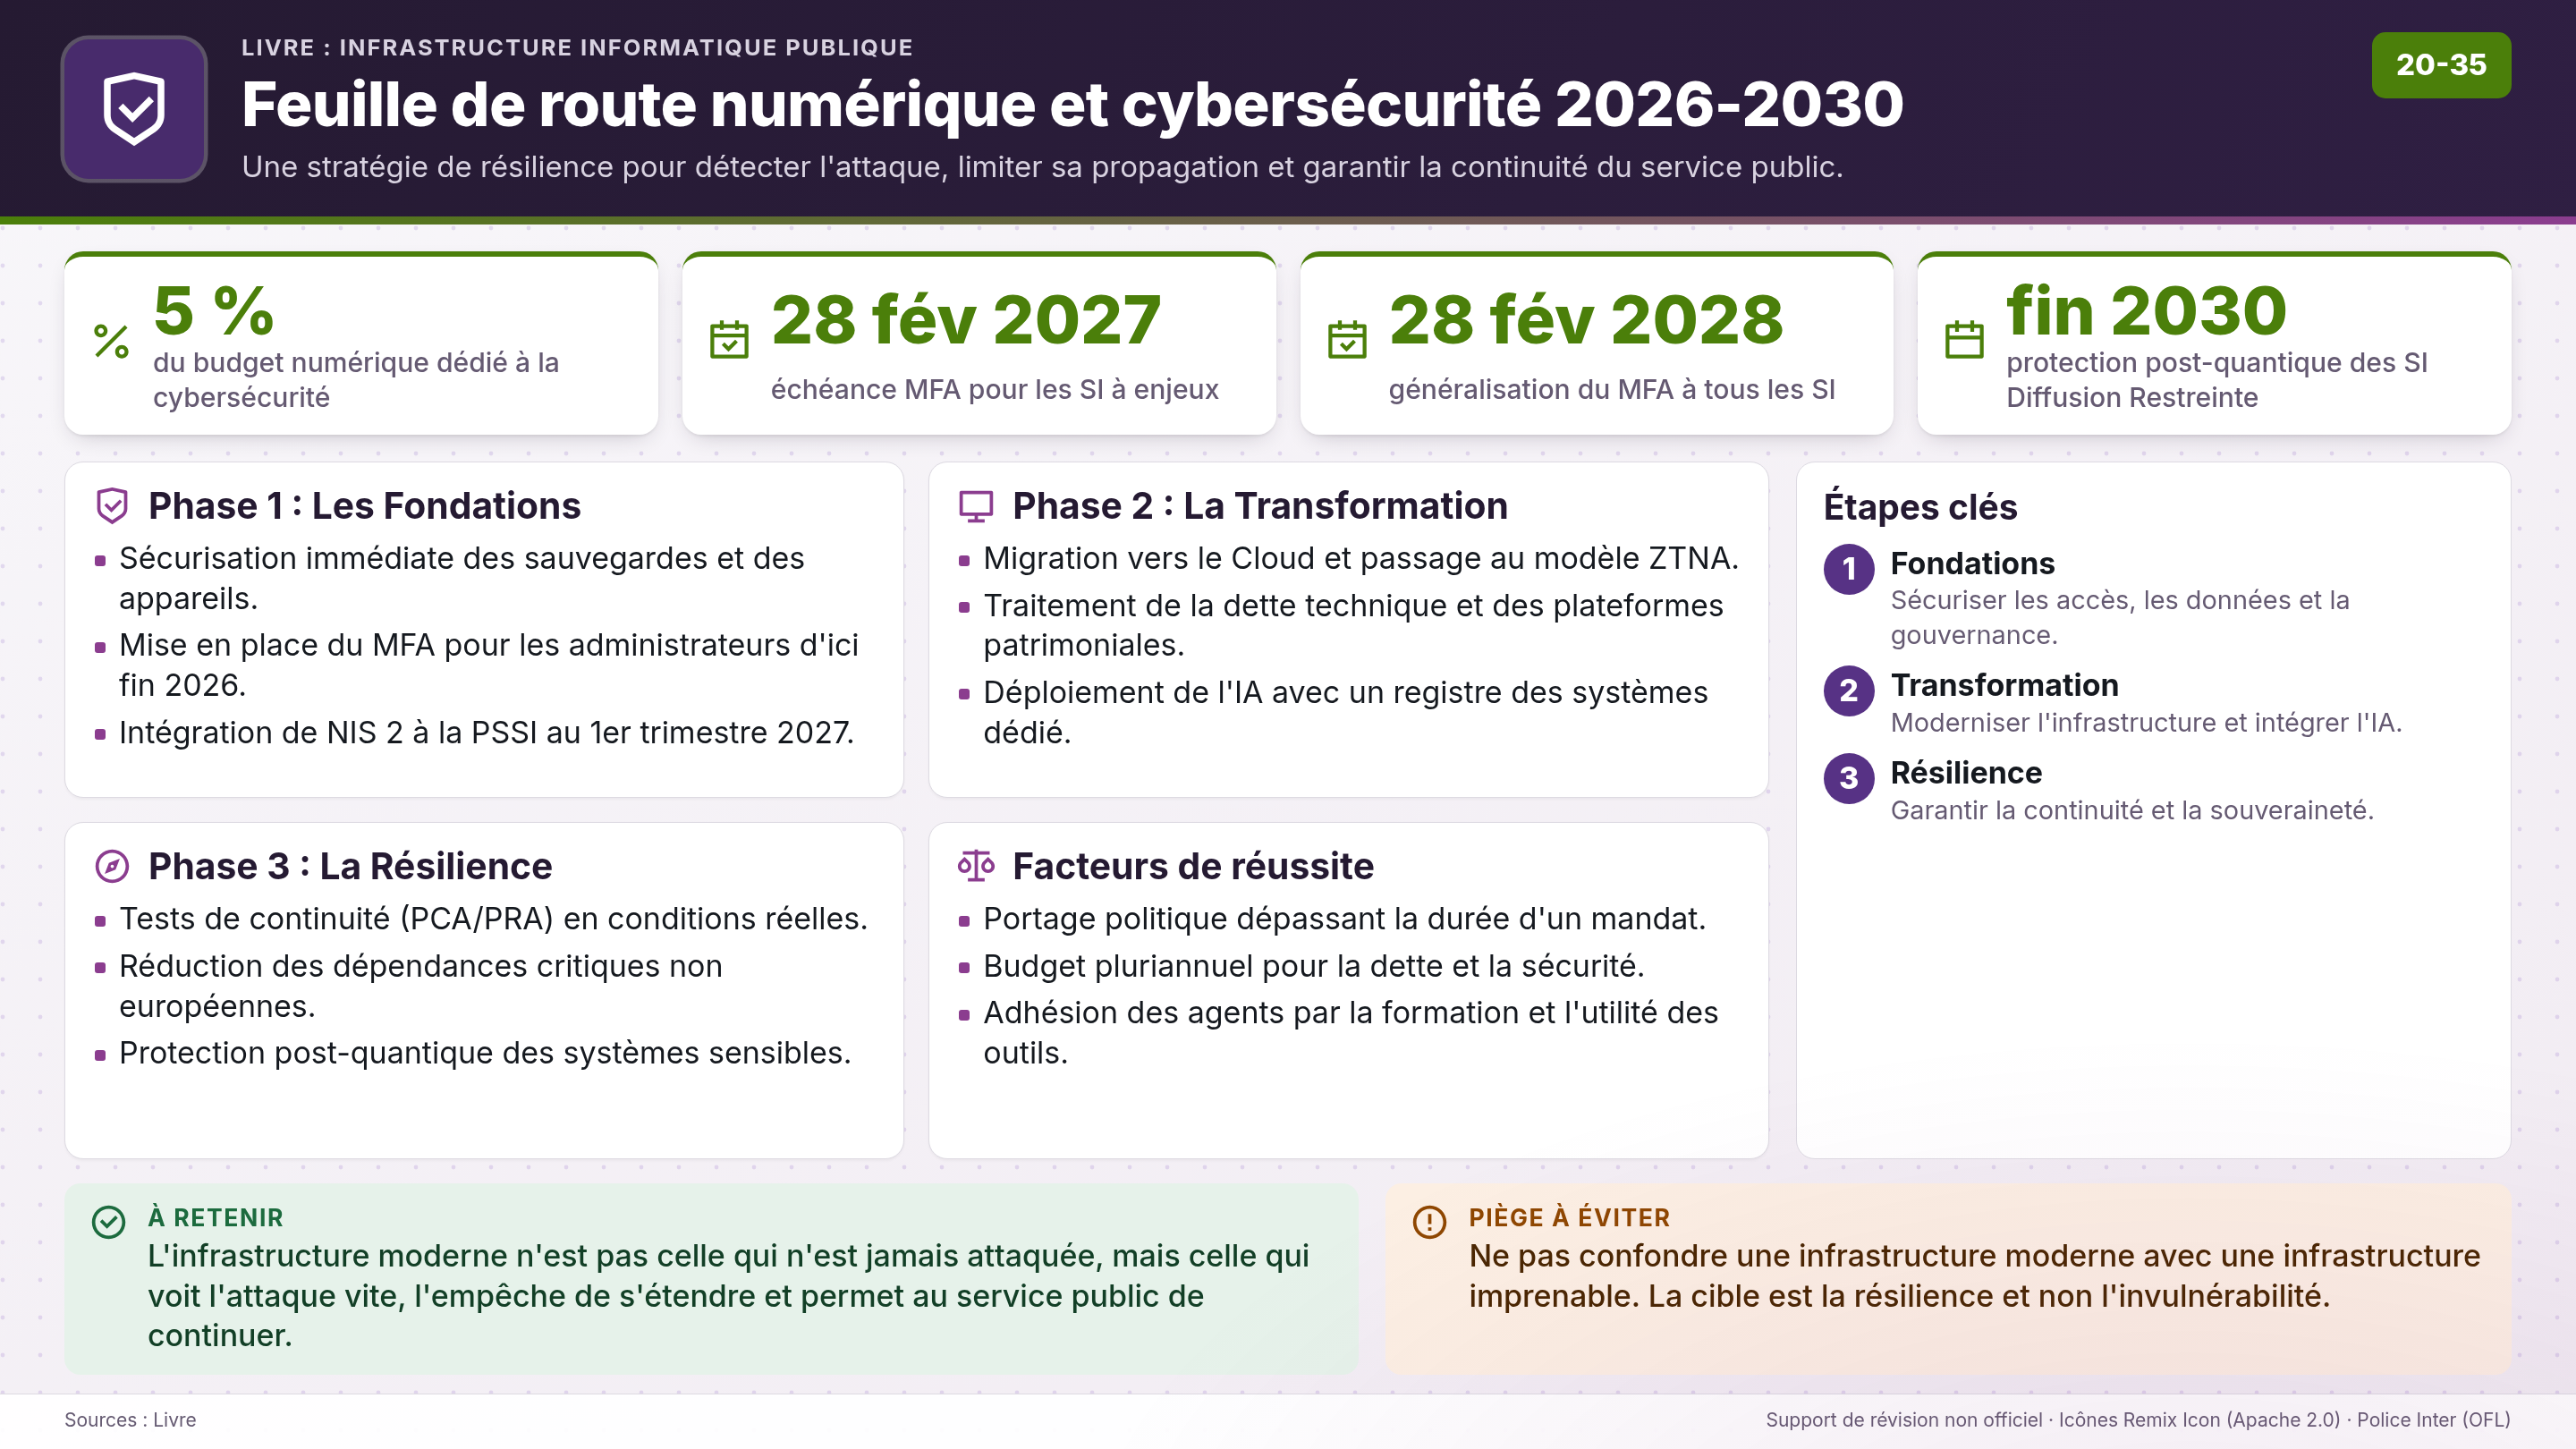 LIVRE : INFRASTRUCTURE INFORMATIQUE PUBLIQUE
Feuille de route numérique et cybersécurité 2026-2030
Une stratégie de résilience pour détecter l'attaque, limiter sa propagation et garantir la continuité du service public.
20-35
5 %
du budget numérique dédié à la
cybersécurité
28 fév 2027
échéance MFA pour les SI à enjeux
28 fév 2028
généralisation du MFA à tous les SI
fin 2030
protection post-quantique des SI
Diffusion Restreinte
Phase 1 : Les Fondations
Sécurisation immédiate des sauvegardes et des
appareils.
Mise en place du MFA pour les administrateurs d'ici
fin 2026.
Intégration de NIS 2 à la PSSI au 1er trimestre 2027.
Phase 2 : La Transformation
Migration vers le Cloud et passage au modèle ZTNA.
Traitement de la dette technique et des plateformes
patrimoniales.
Déploiement de l'IA avec un registre des systèmes
dédié.
Phase 3 : La Résilience
Tests de continuité (PCA/PRA) en conditions réelles.
Réduction des dépendances critiques non
européennes.
Protection post-quantique des systèmes sensibles.
Facteurs de réussite
Portage politique dépassant la durée d'un mandat.
Budget pluriannuel pour la dette et la sécurité.
Adhésion des agents par la formation et l'utilité des
outils.
Étapes clés
1 Fondations
Sécuriser les accès, les données et la
gouvernance.
2 Transformation
Moderniser l'infrastructure et intégrer l'IA.
3 Résilience
Garantir la continuité et la souveraineté.
À RETENIR
L'infrastructure moderne n'est pas celle qui n'est jamais attaquée, mais celle qui
voit l'attaque vite, l'empêche de s'étendre et permet au service public de
continuer.
PIÈGE À ÉVITER
Ne pas confondre une infrastructure moderne avec une infrastructure
imprenable. La cible est la résilience et non l'invulnérabilité.
Sources : Livre
Support de révision non officiel · Icônes Remix Icon (Apache 2.0) · Police Inter (OFL)